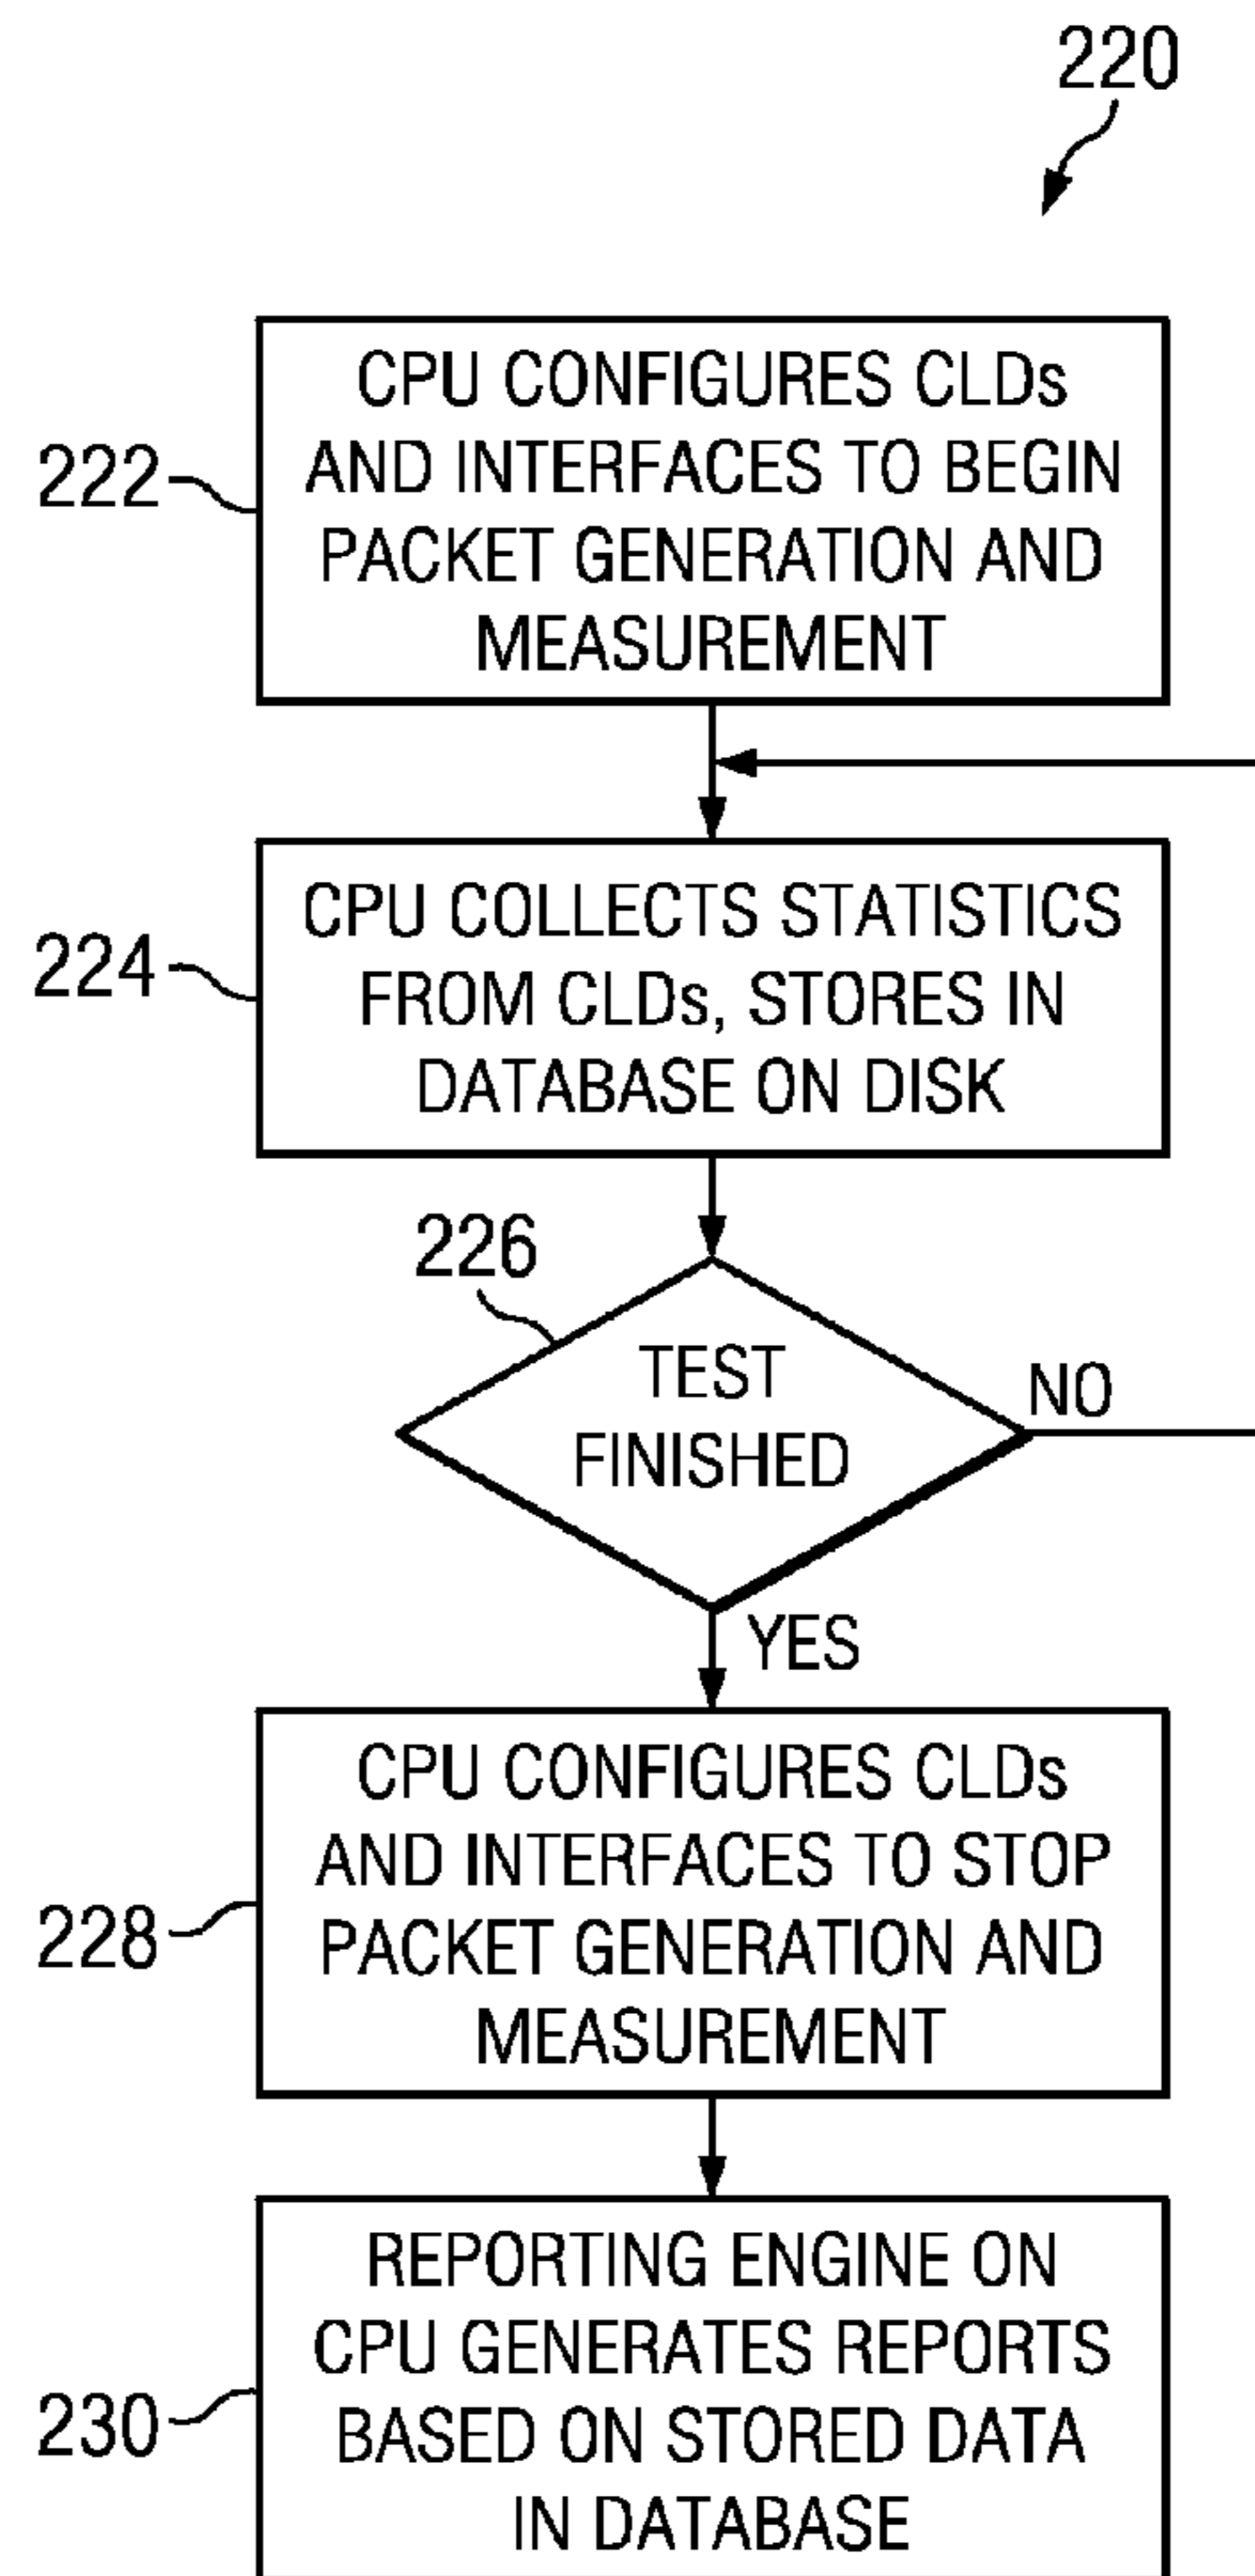 220
222
CPU CONFIGURES CLDs
AND INTERFACES TO BEGIN
PACKET GENERATION AND
MEASUREMENT
224
CPU COLLECTS STATISTICS
FROM CLDs, STORES IN
DATABASE ON DISK
226
TEST
FINISHED
NO
YES
228
CPU CONFIGURES CLDs
AND INTERFACES TO STOP
PACKET GENERATION AND
MEASUREMENT
230
REPORTING ENGINE ON
CPU GENERATES REPORTS
BASED ON STORED DATA
IN DATABASE